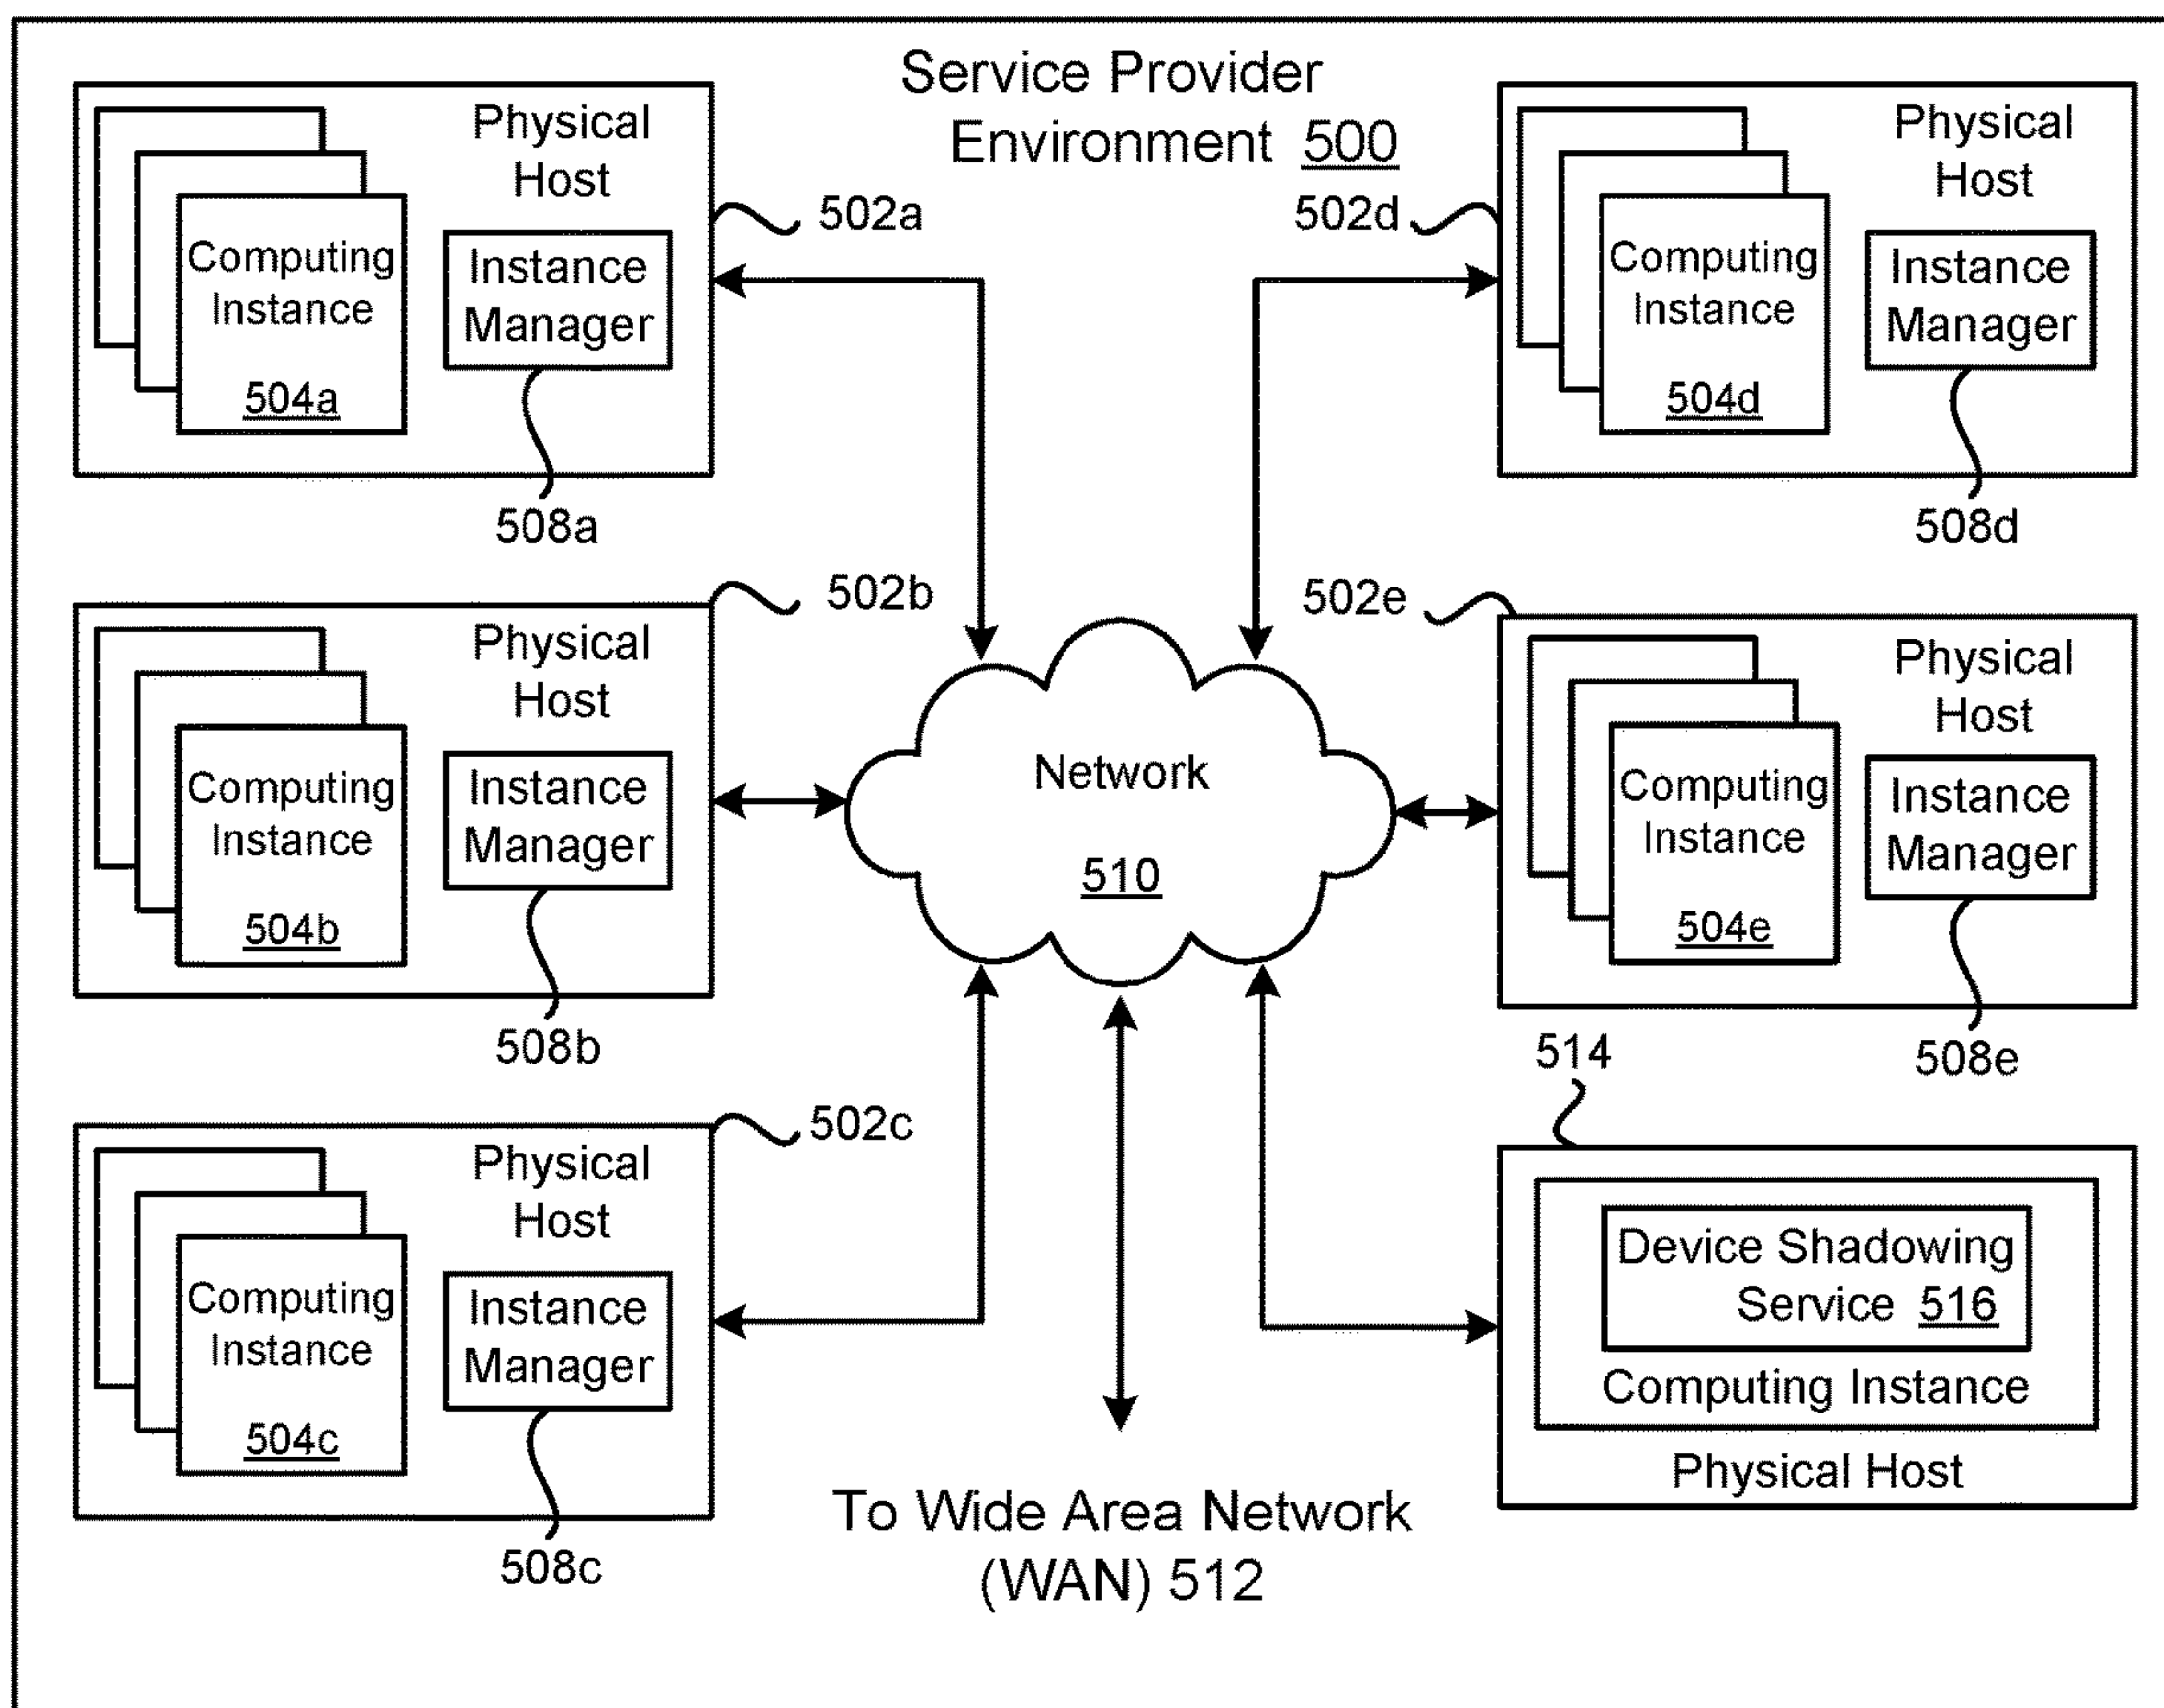 Service Provider
Environment 500
Physical
Host
502a
Computing
Instance
504a
Instance
Manager
508a
502d
Physical
Host
Computing
Instance
504d
Instance
Manager
508d
502b
Physical
Host
Computing
Instance
504b
Instance
Manager
508b
Network
510
502e
Physical
Host
Computing
Instance
504e
Instance
Manager
508e
502c
Physical
Host
Computing
Instance
504c
Instance
Manager
508c
514
Device Shadowing
Service 516
Computing Instance
Physical Host
To Wide Area Network
(WAN) 512